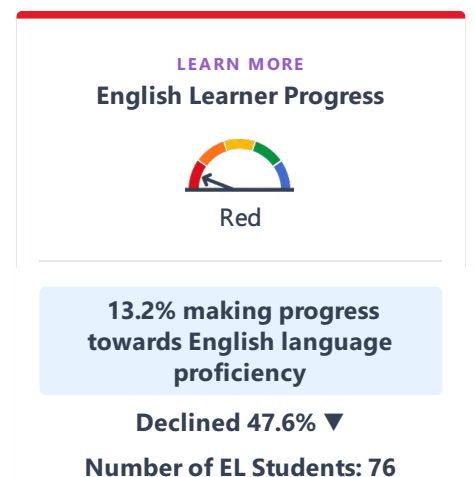 LEARN MORE
English Learner Progress
Red
13.2% making progress
towards English language
proficiency
Declined 47.6% ▼
Number of EL Students: 76